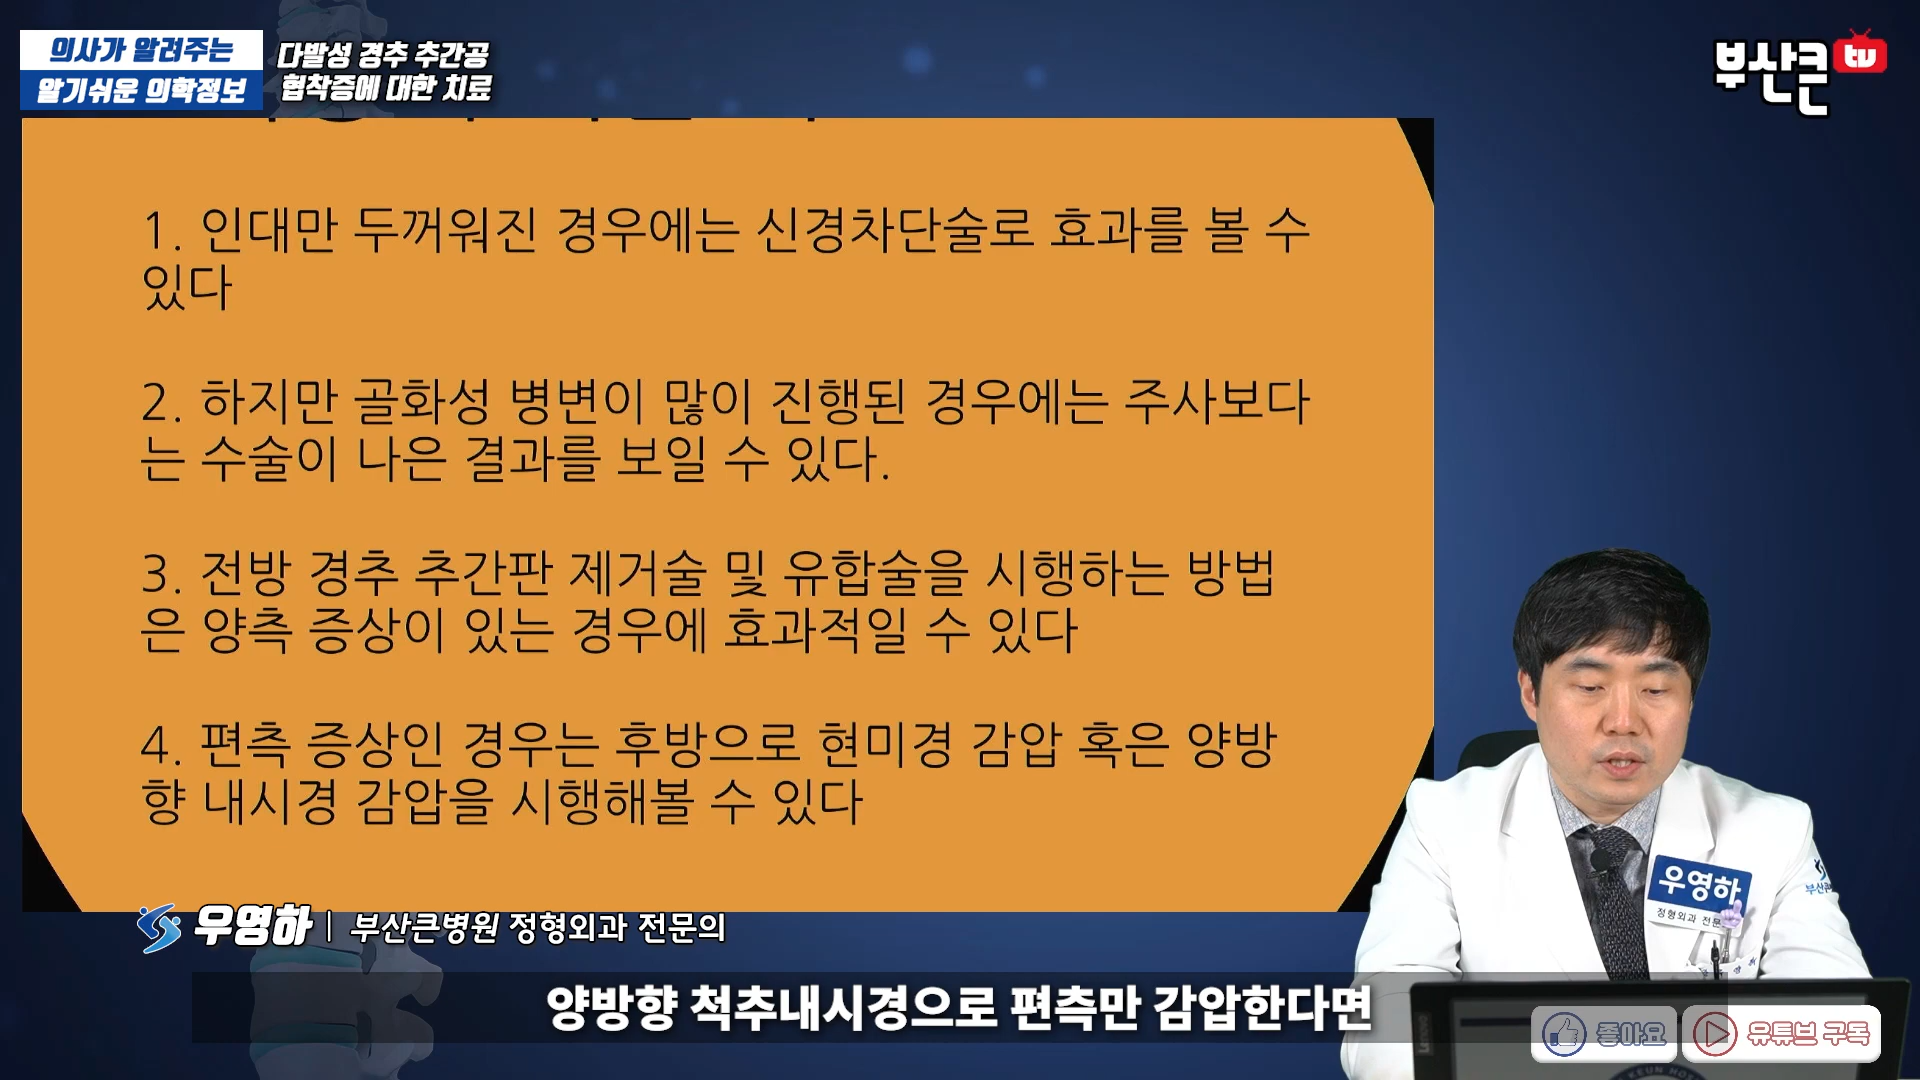 의사가 알려주는
알기쉬운 의학정보
다발성 경추 추간공
협착증에 대한 치료
부산큰 tv
1. 인대만 두꺼워진 경우에는 신경차단술로 효과를 볼 수
있다
2. 하지만 골화성 병변이 많이 진행된 경우에는 주사보다
는 수술이 나은 결과를 보일 수 있다.
3. 전방 경추 추간판 제거술 및 유합술을 시행하는 방법
은 양측 증상이 있는 경우에 효과적일 수 있다
4. 편측 증상인 경우는 후방으로 현미경 감압 혹은 양방
향 내시경 감압을 시행해볼 수 있다
우영하
정형외과 전문
우영하 | 부산큰병원 정형외과 전문의
양방향 척추내시경으로 편측만 감압한다면
Lenovo
좋아요
유튜브 구독